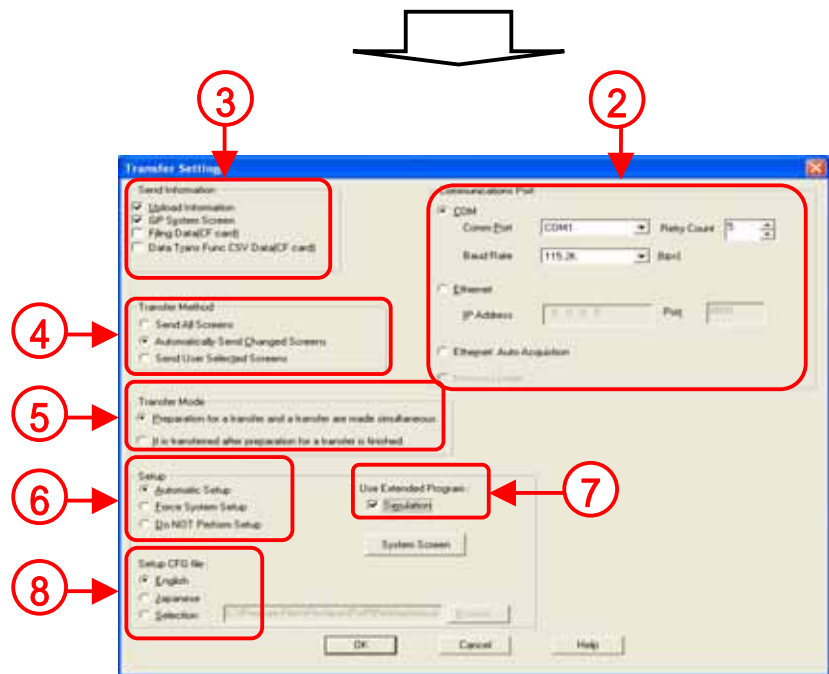 3
2
Transfer Setting
Send Information
Upload Information
GP System Screen
Filing Data(CF card)
Data Trans Func CSV Data(CF card)
Communications Port
COM
Comm Port COM1 Retry Count 5
Baud Rate 115.2K (bps)
Ethernet
IP Address 0 0 0 0 Port
Ethernet: Auto Acquisition
4
Transfer Method
Send All Screens
Automatically Send Changed Screens
Send User Selected Screens
5
Transfer Mode
Preparation for a transfer and a transfer are made simultaneous.
It is transferred after preparation for a transfer is finished.
6
Setup
Automatic Setup
Force System Setup
Do NOT Perform Setup
Use Extended Program:
Simulation
7
System Screen
8
Setup CFG file
English
Japanese
Selection
OK Cancel Help